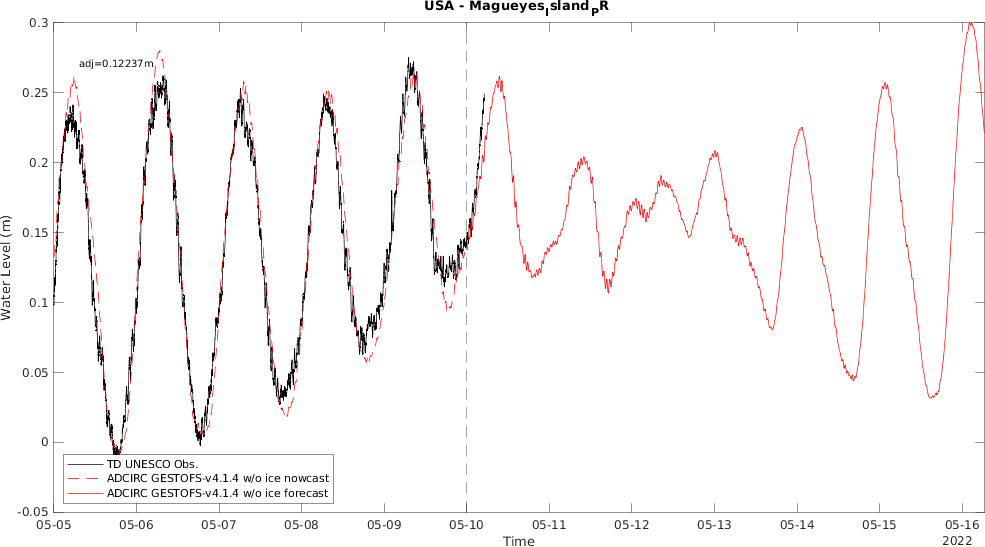 USA - Magueyes_Island_PR
0.3
adj=0.12237m
0.25
0.2
0.15
0.1
0.05
0
-0.05
Water Level (m)
TD UNESCO Obs.
ADCIRC GESTOFS-v4.1.4 w/o ice nowcast
ADCIRC GESTOFS-v4.1.4 w/o ice forecast
05-05 05-06 05-07 05-08 05-09 05-10 05-11 05-12 05-13 05-14 05-15 05-16
Time
2022